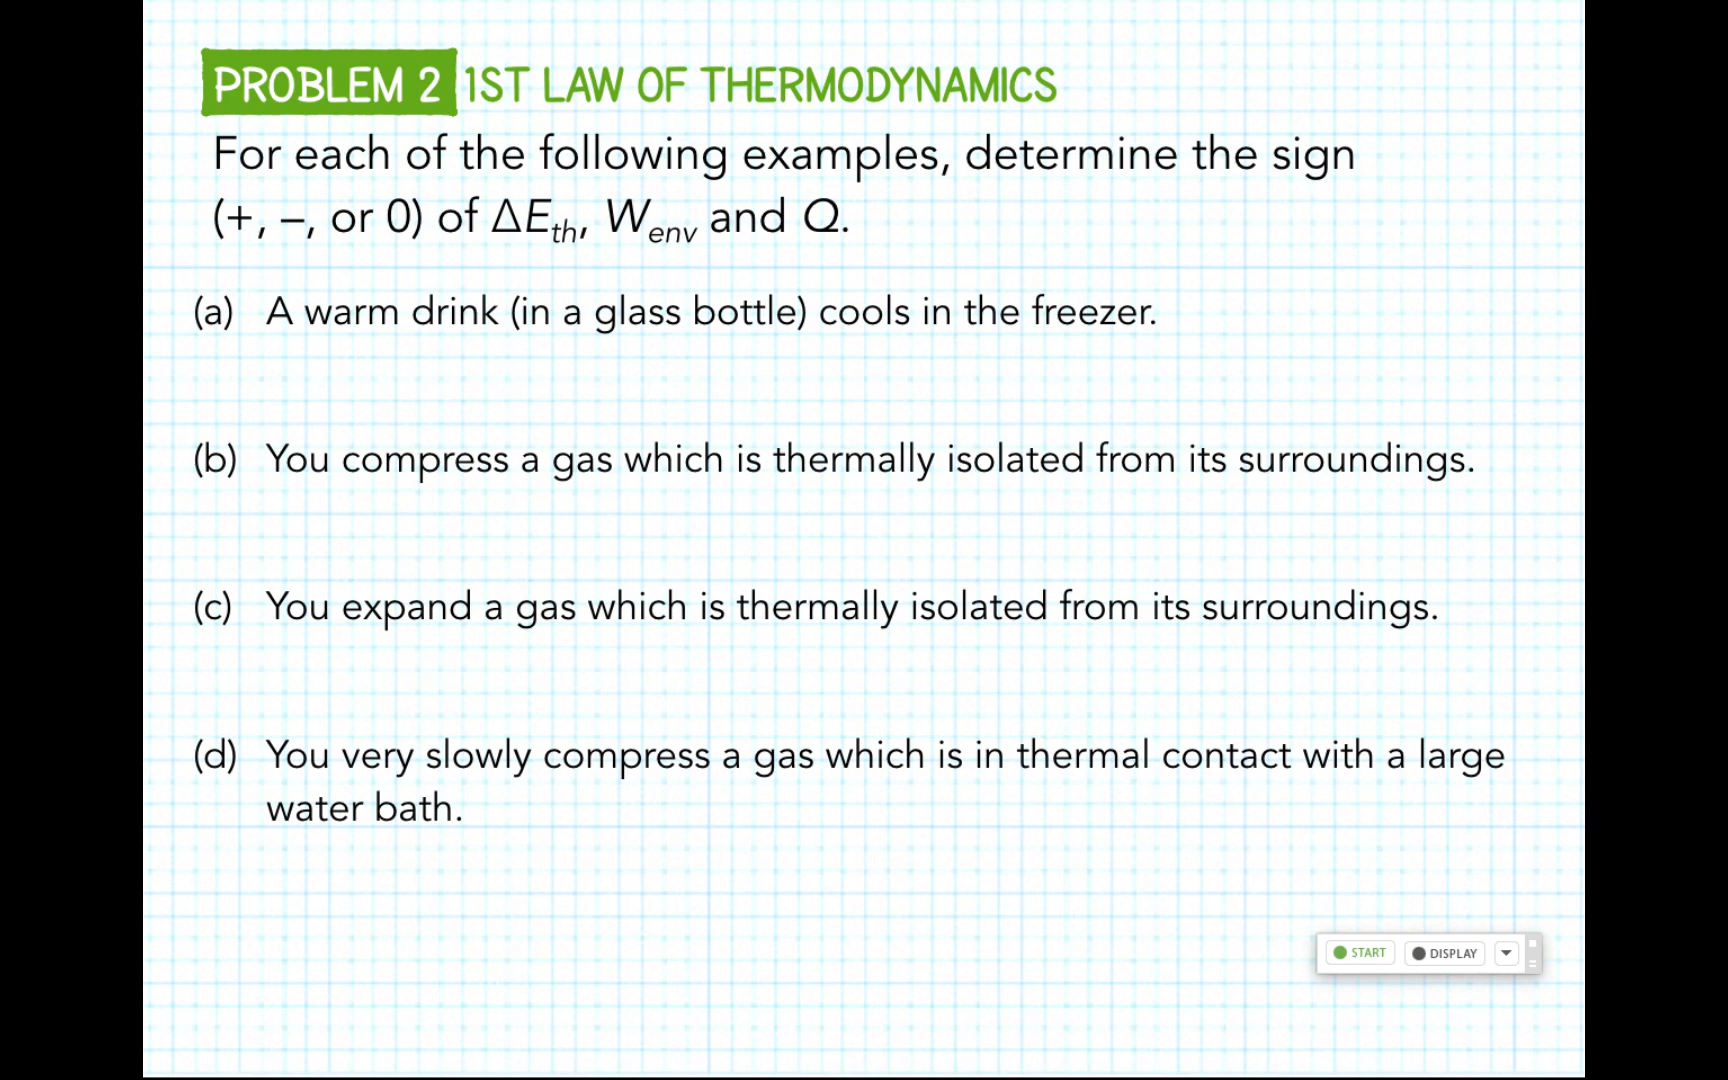 PROBLEM 2 1ST LAW OF THERMODYNAMICS
For each of the following examples, determine the sign
(+, –, or 0) of ΔEth, Wenv and Q.
(a) A warm drink (in a glass bottle) cools in the freezer.
(b) You compress a gas which is thermally isolated from its surroundings.
(c) You expand a gas which is thermally isolated from its surroundings.
(d) You very slowly compress a gas which is in thermal contact with a large
water bath.
START DISPLAY